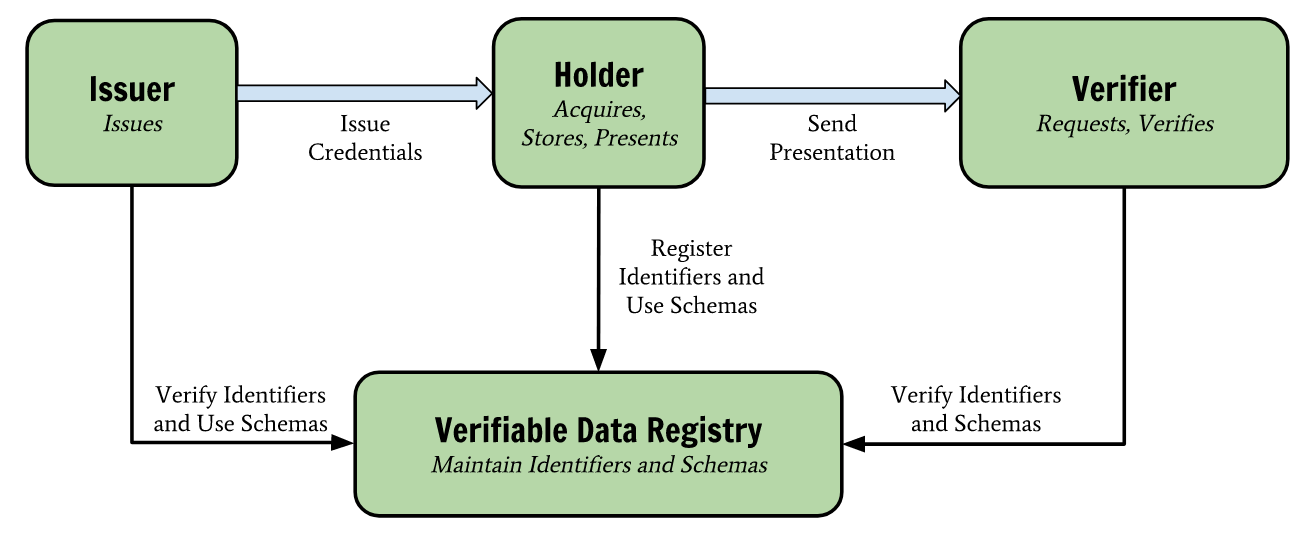 Issuer
Issues
Issue
Credentials
Holder
Acquires,
Stores, Presents
Send
Presentation
Verifier
Requests, Verifies
Register
Identifiers and
Use Schemas
Verify Identifiers
and Use Schemas
Verifiable Data Registry
Maintain Identifiers and Schemas
Verify Identifiers
and Schemas